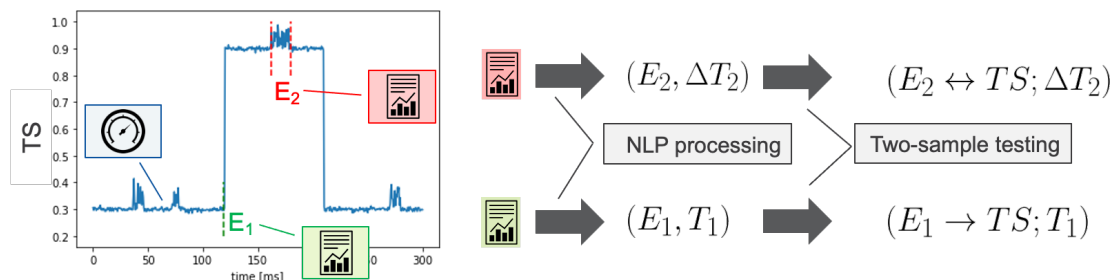 1.0
0.9
0.8
0.7
0.6
0.5
0.4
0.3
0.2
TS
E₂
E₁
0
50
100
150
300
time [ms]
(E₂, ΔT₂)
(E₂ ↔ TS; ΔT₂)
NLP processing
Two-sample testing
(E₁, T₁)
(E₁ → TS; T₁)